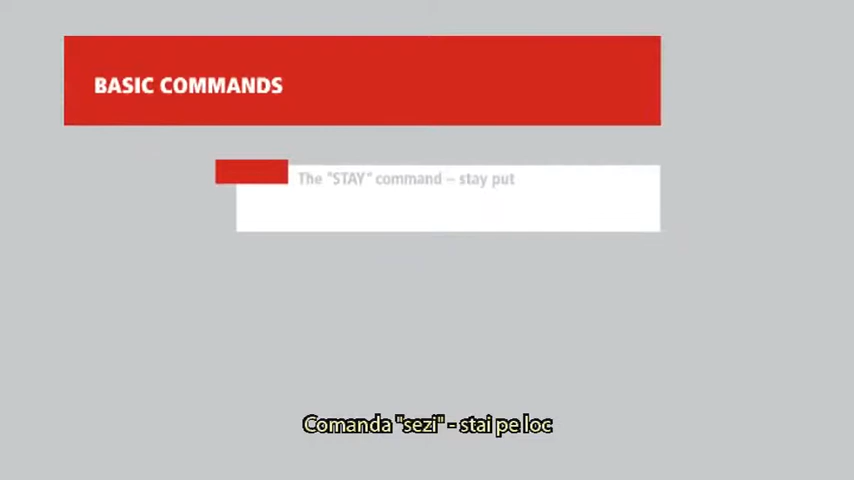 BASIC COMMANDS
The "STAY" command – stay put
Comanda "sezi" - stai pe loc